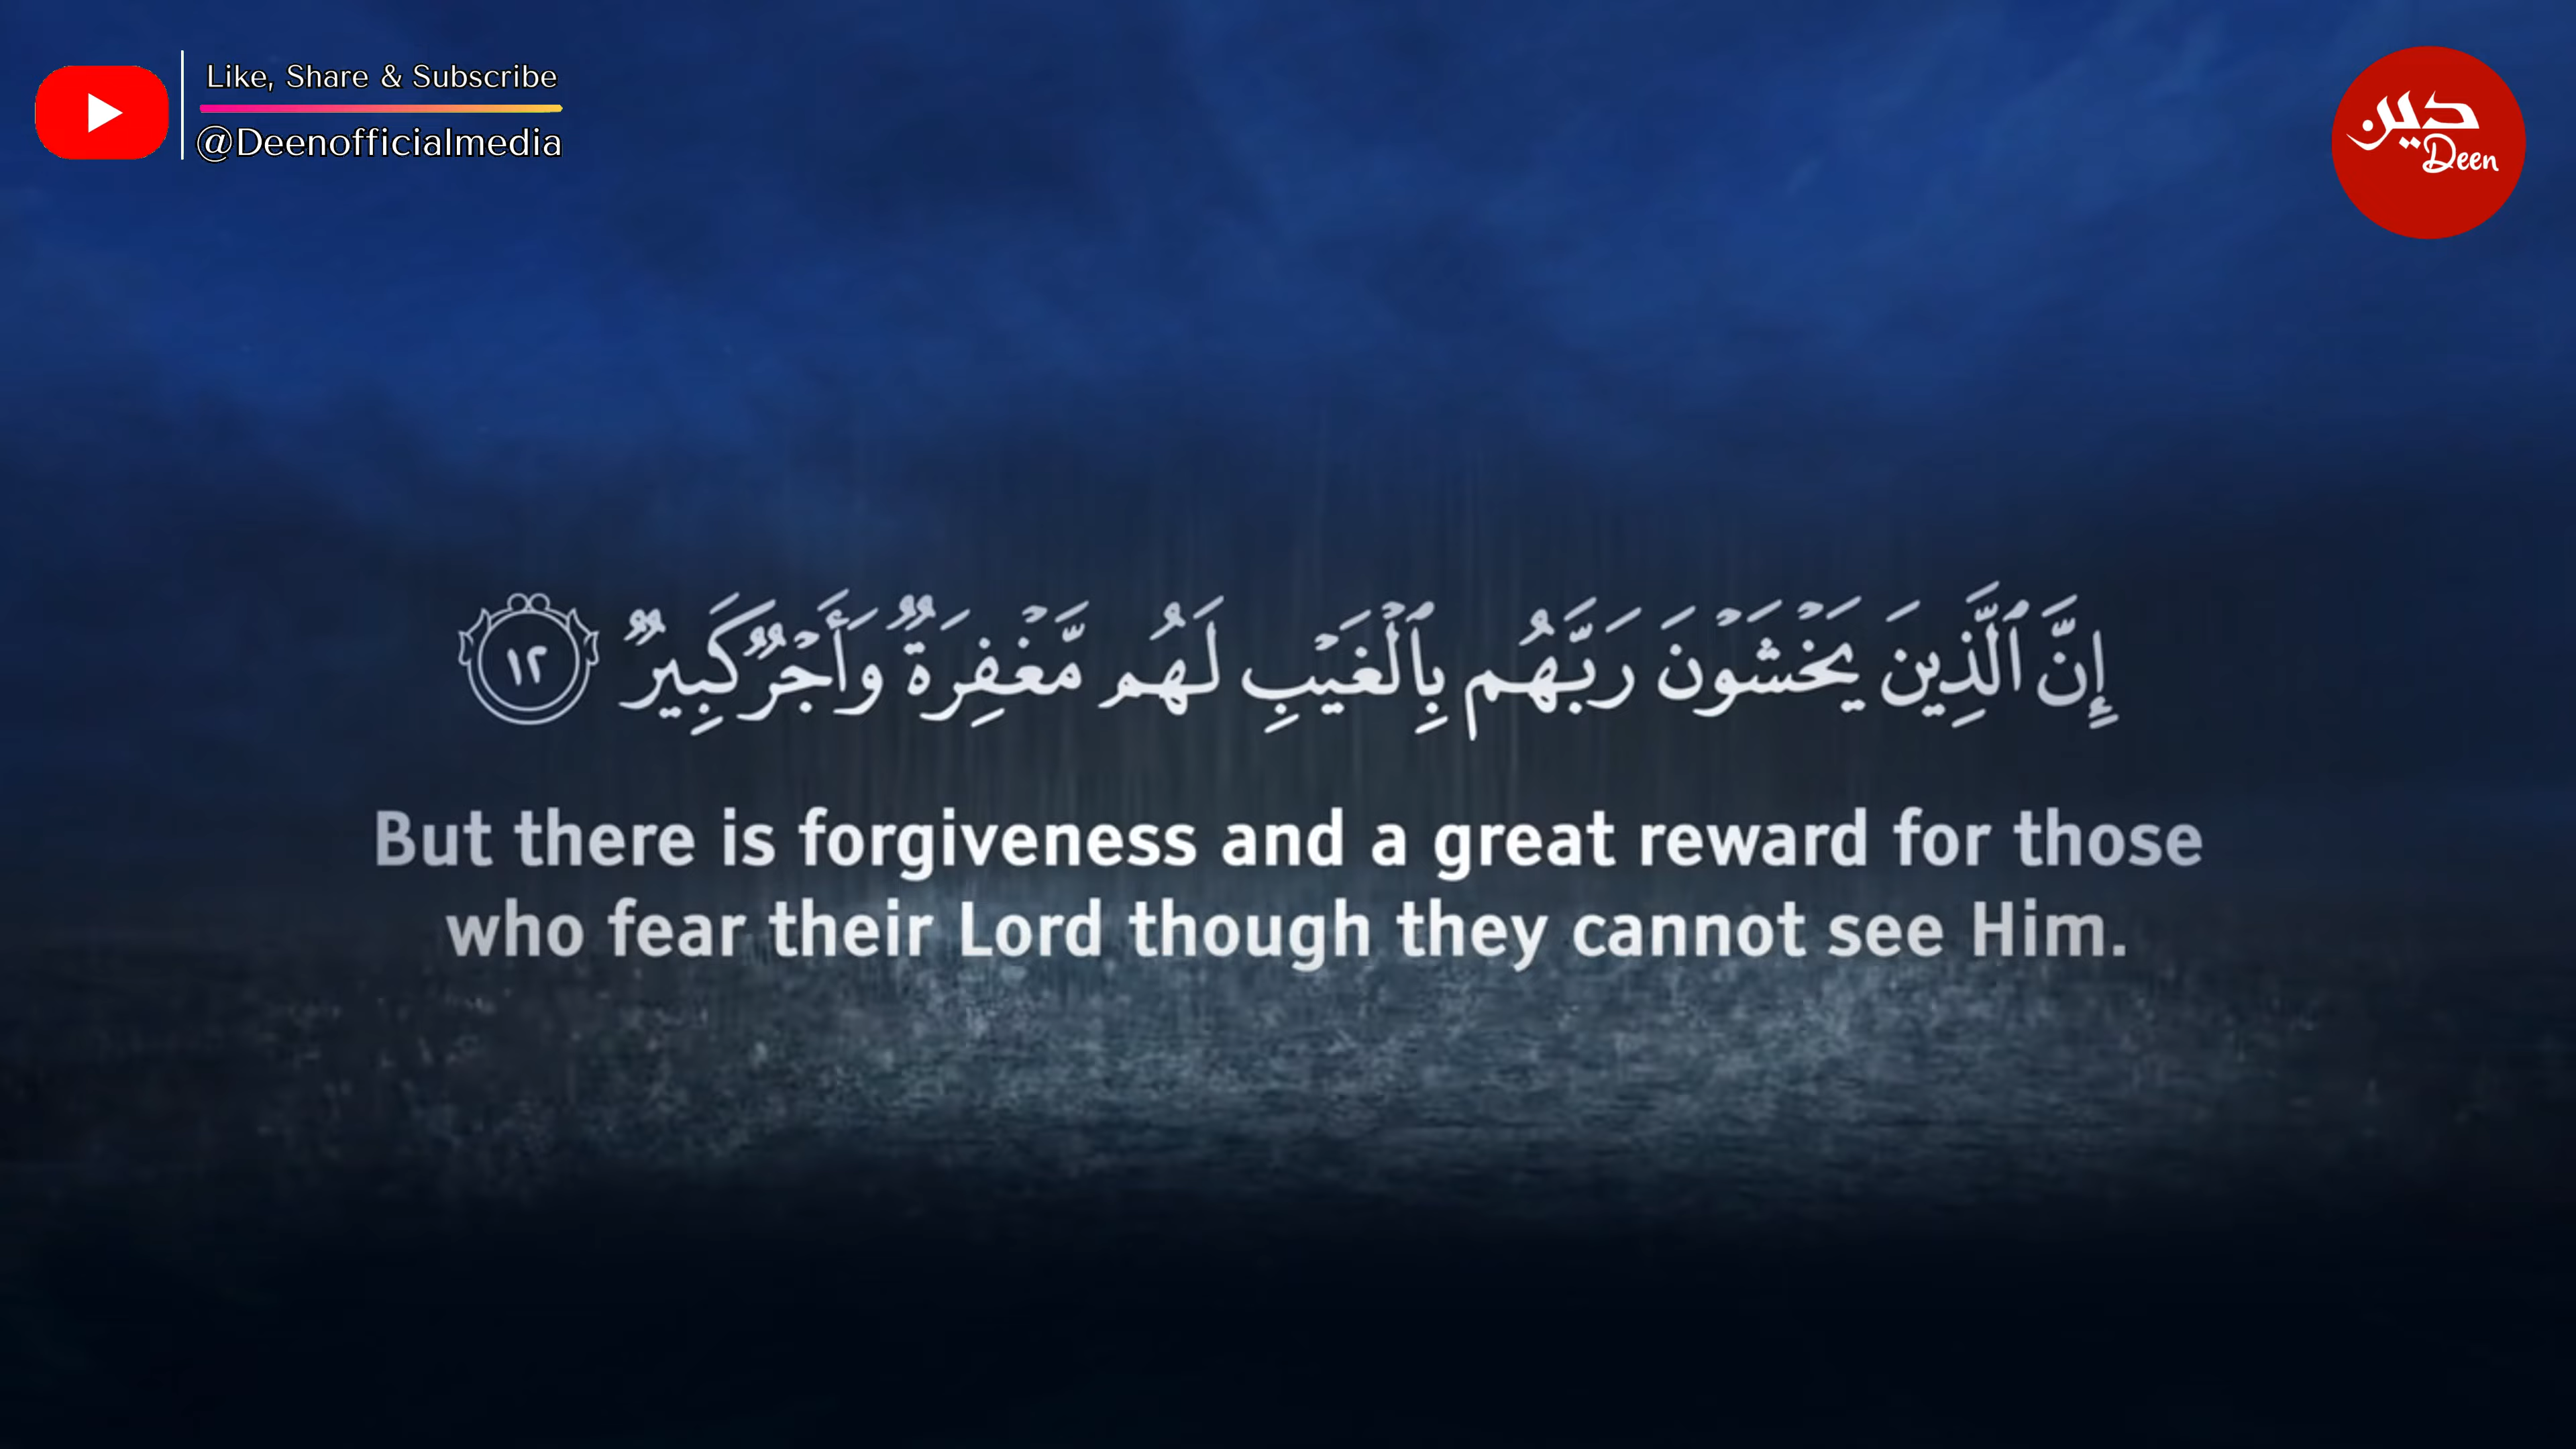 Like, Share & Subscribe
@Deenofficialmedia
دين
Deen
إِنَّ ٱلَّذِينَ يَخۡشَوۡنَ رَبَّهُم بِٱلۡغَيۡبِ لَهُم مَّغۡفِرَةٞ وَأَجۡرٞ كَبِيرٞ ١٢
But there is forgiveness and a great reward for those
who fear their Lord though they cannot see Him.